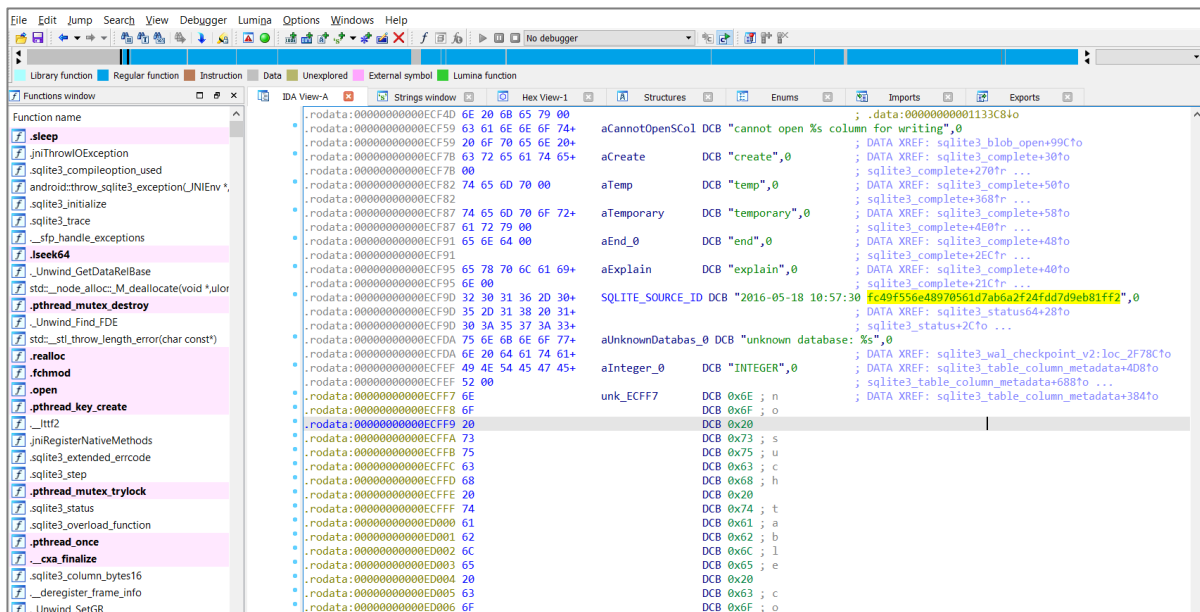 File Edit Jump Search View Debugger Lumina Options Windows Help
No debugger
Library function Regular function Instruction Data Unexplored External symbol Lumina function
Functions window
IDA View-A Strings window Hex View-1 Structures Enums Imports Exports
Function name
.sleep
.jniThrowIOException
.sqlite3_compileoption_used
android::throw_sqlite3_exception(_JNIEnv *,
.sqlite3_initialize
.sqlite3_trace
.__sfp_handle_exceptions
.lseek64
._Unwind_GetDataRelBase
std::__node_alloc::_M_deallocate(void *,ulor
.pthread_mutex_destroy
._Unwind_Find_FDE
std::__stl_throw_length_error(char const*)
.realloc
.fchmod
.open
.pthread_key_create
.__lttf2
.jniRegisterNativeMethods
.sqlite3_extended_errcode
.sqlite3_step
.pthread_mutex_trylock
.sqlite3_status
.sqlite3_overload_function
.pthread_once
.__cxa_finalize
.sqlite3_column_bytes16
.__deregister_frame_info
._Unwind_SetGR
.rodata:00000000000ECF4D 6E 20 6B 65 79 00 ; .data:00000000001133C8↓o
.rodata:00000000000ECF59 63 61 6E 6E 6F 74+ aCannotOpenSCol DCB "cannot open %s column for writing",0
.rodata:00000000000ECF59 20 6F 70 65 6E 20+ ; DATA XREF: sqlite3_blob_open+99C↑o
.rodata:00000000000ECF7B 63 72 65 61 74 65+ aCreate DCB "create",0 ; DATA XREF: sqlite3_complete+30↑o
.rodata:00000000000ECF7B 00 ; sqlite3_complete+270↑r ...
.rodata:00000000000ECF82 74 65 6D 70 00 aTemp DCB "temp",0 ; DATA XREF: sqlite3_complete+50↑o
.rodata:00000000000ECF82 ; sqlite3_complete+368↑r ...
.rodata:00000000000ECF87 74 65 6D 70 6F 72+ aTemporary DCB "temporary",0 ; DATA XREF: sqlite3_complete+58↑o
.rodata:00000000000ECF87 61 72 79 00 ; sqlite3_complete+4E0↑r ...
.rodata:00000000000ECF91 65 6E 64 00 aEnd_0 DCB "end",0 ; DATA XREF: sqlite3_complete+48↑o
.rodata:00000000000ECF91 ; sqlite3_complete+2EC↑r ...
.rodata:00000000000ECF95 65 78 70 6C 61 69+ aExplain DCB "explain",0 ; DATA XREF: sqlite3_complete+40↑o
.rodata:00000000000ECF95 6E 00 ; sqlite3_complete+21C↑r ...
.rodata:00000000000ECF9D 32 30 31 36 2D 30+ SQLITE_SOURCE_ID DCB "2016-05-18 10:57:30 fc49f556e48970561d7ab6a2f24fdd7d9eb81ff2",0
.rodata:00000000000ECF9D 35 2D 31 38 20 31+ ; DATA XREF: sqlite3_status64+28↑o
.rodata:00000000000ECF9D 30 3A 35 37 3A 33+ ; sqlite3_status+2C↑o ...
.rodata:00000000000ECFDA 75 6E 6B 6E 6F 77+ aUnknownDatabas_0 DCB "unknown database: %s",0
.rodata:00000000000ECFDA 6E 20 64 61 74 61+ ; DATA XREF: sqlite3_wal_checkpoint_v2:loc_2F78C↑o
.rodata:00000000000ECFEF 49 4E 54 45 47 45+ aInteger_0 DCB "INTEGER",0 ; DATA XREF: sqlite3_table_column_metadata+4D8↑o
.rodata:00000000000ECFEF 52 00 ; sqlite3_table_column_metadata+688↑o ...
.rodata:00000000000ECFF7 6E unk_ECFF7 DCB 0x6E ; n ; DATA XREF: sqlite3_table_column_metadata+384↑o
.rodata:00000000000ECFF8 6F DCB 0x6F ; o
.rodata:00000000000ECFF9 20 DCB 0x20
.rodata:00000000000ECFFA 73 DCB 0x73 ; s
.rodata:00000000000ECFFB 75 DCB 0x75 ; u
.rodata:00000000000ECFFC 63 DCB 0x63 ; c
.rodata:00000000000ECFFD 68 DCB 0x68 ; h
.rodata:00000000000ECFFE 20 DCB 0x20
.rodata:00000000000ECFFF 74 DCB 0x74 ; t
.rodata:00000000000ED000 61 DCB 0x61 ; a
.rodata:00000000000ED001 62 DCB 0x62 ; b
.rodata:00000000000ED002 6C DCB 0x6C ; l
.rodata:00000000000ED003 65 DCB 0x65 ; e
.rodata:00000000000ED004 20 DCB 0x20
.rodata:00000000000ED005 63 DCB 0x63 ; c
.rodata:00000000000ED006 6F DCB 0x6F ; o